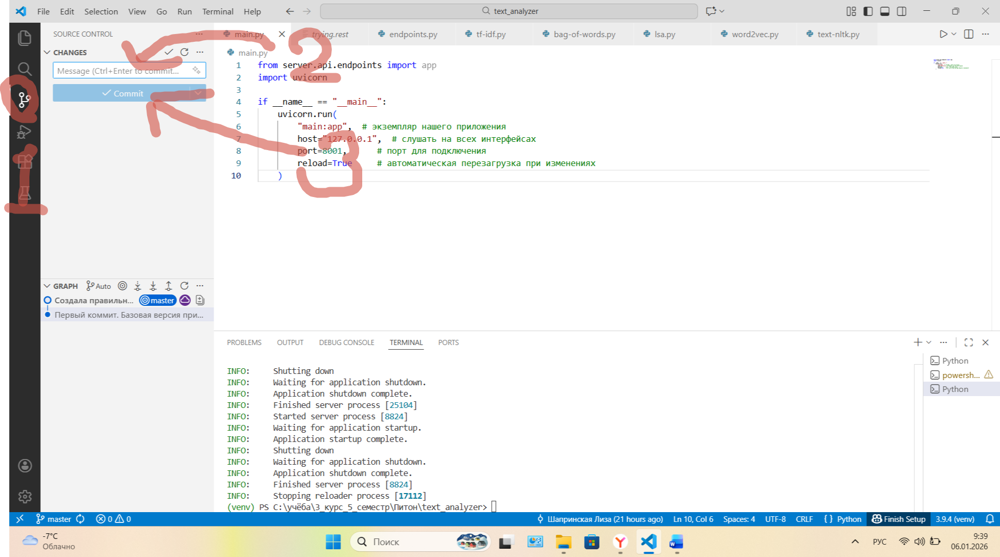 File Edit Selection View Go Run Terminal Help text_analyzer
SOURCE CONTROL
main.py trying.rest endpoints.py tf-idf.py bag-of-words.py lsa.py word2vec.py text-nltk.py
CHANGES
main.py
Message (Ctrl+Enter to commit...
Commit
1 from server.api.endpoints import app
2 import uvicorn
3
4 if __name__ == "__main__":
5 uvicorn.run(
6 "main:app", # экземпляр нашего приложения
7 host="127.0.0.1", # слушать на всех интерфейсах
8 port=8001, # порт для подключения
9 reload=True # автоматическая перезагрузка при изменениях
10 )
1
2
3
GRAPH Auto
Создала правильн... master
Первый коммит. Базовая версия при...
PROBLEMS OUTPUT DEBUG CONSOLE TERMINAL PORTS
Python
powersh...
Python
INFO: Shutting down
INFO: Waiting for application shutdown.
INFO: Application shutdown complete.
INFO: Finished server process [25104]
INFO: Started server process [8824]
INFO: Waiting for application startup.
INFO: Application startup complete.
INFO: Shutting down
INFO: Waiting for application shutdown.
INFO: Application shutdown complete.
INFO: Finished server process [8824]
INFO: Stopping reloader process [17112]
(venv) PS C:\учёба\3_курс_5_семестр\Питон\text_analyzer>
master 0 0 Шапринская Лиза (21 hours ago) Ln 10, Col 6 Spaces: 4 UTF-8 CRLF { } Python Finish Setup 3.9.4 (venv)
-7°C
Облачно
Поиск
РУС
9:39
06.01.2026